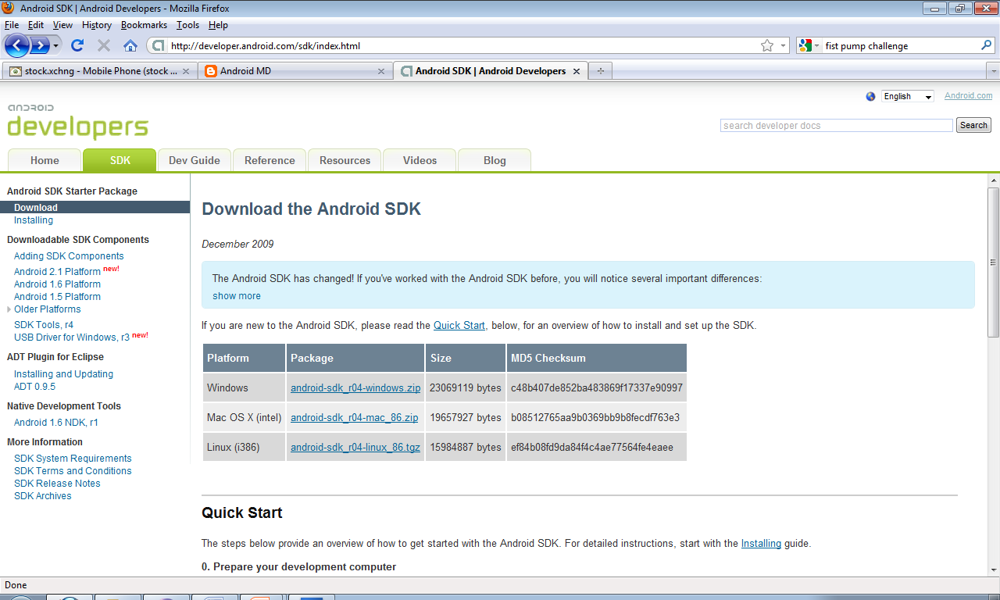 Android SDK | Android Developers - Mozilla Firefox
File Edit View History Bookmarks Tools Help
http://developer.android.com/sdk/index.html
fist pump challenge
stock.xchng - Mobile Phone (stock ...
Android MD
Android SDK | Android Developers
English
Android.com
android
developers
search developer docs
Search
Home SDK Dev Guide Reference Resources Videos Blog
Android SDK Starter Package
Download
Installing
Downloadable SDK Components
Adding SDK Components
Android 2.1 Platform new!
Android 1.6 Platform
Android 1.5 Platform
Older Platforms
SDK Tools, r4
USB Driver for Windows, r3 new!
ADT Plugin for Eclipse
Installing and Updating
ADT 0.9.5
Native Development Tools
Android 1.6 NDK, r1
More Information
SDK System Requirements
SDK Terms and Conditions
SDK Release Notes
SDK Archives
Download the Android SDK
December 2009
The Android SDK has changed! If you've worked with the Android SDK before, you will notice several important differences:
show more
If you are new to the Android SDK, please read the Quick Start, below, for an overview of how to install and set up the SDK.
Platform Package Size MD5 Checksum
Windows android-sdk_r04-windows.zip 23069119 bytes c48b407de852ba483869f17337e90997
Mac OS X (intel) android-sdk_r04-mac_86.zip 19657927 bytes b08512765aa9b0369bb9b8fecdf763e3
Linux (i386) android-sdk_r04-linux_86.tgz 15984887 bytes ef84b08fd9da84f4c4ae77564fe4eaee
Quick Start
The steps below provide an overview of how to get started with the Android SDK. For detailed instructions, start with the Installing guide.
0. Prepare your development computer
Done